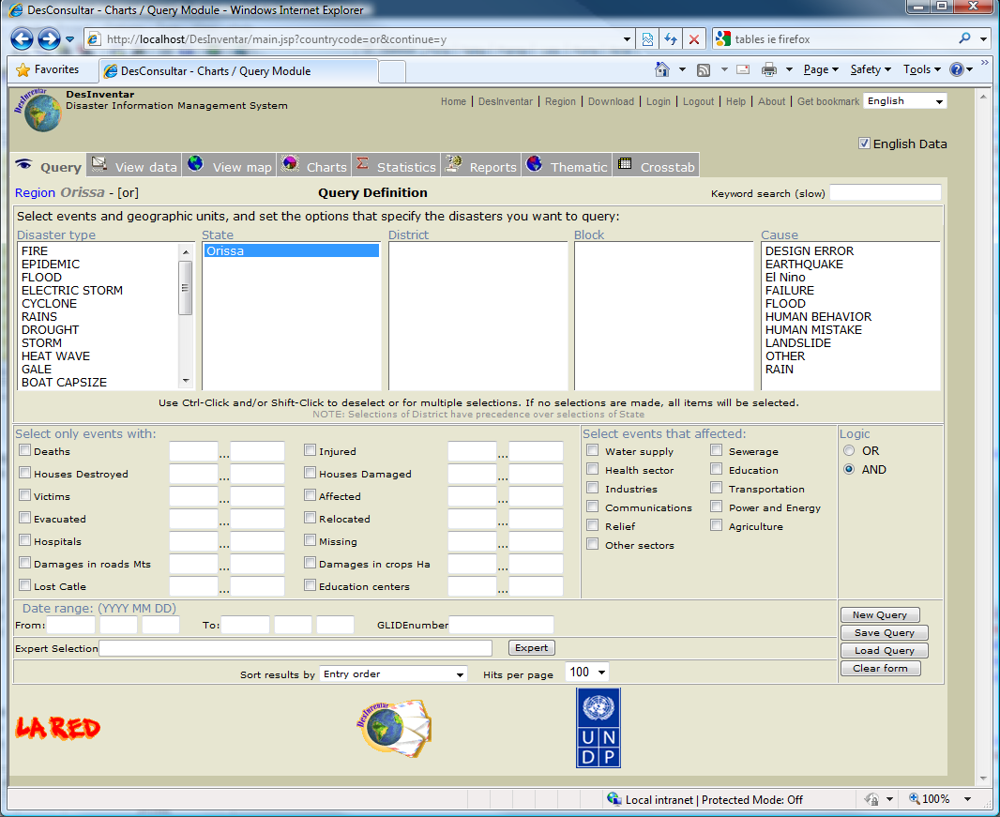 DesConsultar - Charts / Query Module - Windows Internet Explorer
http://localhost/DesInventar/main.jsp?countrycode=or&continue=y
tables ie firefox
Favorites
DesConsultar - Charts / Query Module
Page Safety Tools
DesInventar
DesInventar
Disaster Information Management System
Home | DesInventar | Region | Download | Login | Logout | Help | About | Get bookmark English
English Data
Query View data View map Charts Statistics Reports Thematic Crosstab
Region Orissa - [or] Query Definition Keyword search (slow)
Select events and geographic units, and set the options that specify the disasters you want to query:
Disaster type State District Block Cause
FIRE Orissa DESIGN ERROR
EPIDEMIC EARTHQUAKE
FLOOD El Nino
ELECTRIC STORM FAILURE
CYCLONE FLOOD
RAINS HUMAN BEHAVIOR
DROUGHT HUMAN MISTAKE
STORM LANDSLIDE
HEAT WAVE OTHER
GALE RAIN
BOAT CAPSIZE
Use Ctrl-Click and/or Shift-Click to deselect or for multiple selections. If no selections are made, all items will be selected.
NOTE: Selections of District have precedence over selections of State
Select only events with: Select events that affected: Logic
Deaths ... Injured ... Water supply Sewerage OR
Houses Destroyed ... Houses Damaged ... Health sector Education AND
Victims ... Affected ... Industries Transportation
Evacuated ... Relocated ... Communications Power and Energy
Hospitals ... Missing ... Relief Agriculture
Damages in roads Mts ... Damages in crops Ha ... Other sectors
Lost Catle ... Education centers ...
Date range: (YYYY MM DD)
From: To: GLIDEnumber New Query
Save Query
Expert Selection Expert Load Query
Clear form
Sort results by Entry order Hits per page 100
LA RED
DesInventar
UN
DP
Local intranet | Protected Mode: Off
100%